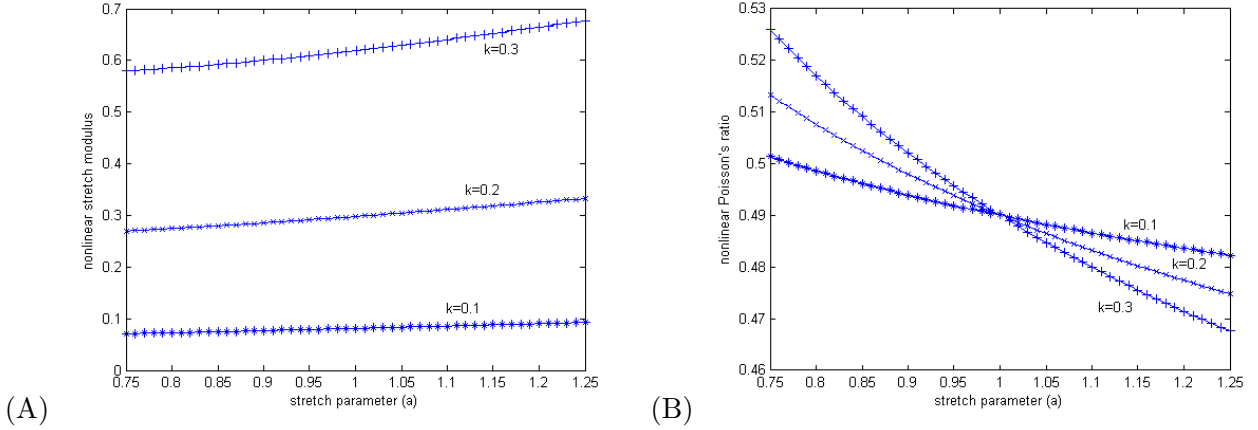 0.7
0.6
0.5
0.4
0.3
0.2
0.1
0
nonlinear stretch modulus
k=0.3
k=0.2
k=0.1
0.75 0.8 0.85 0.9 0.95 1 1.05 1.1 1.15 1.2 1.25
stretch parameter (a)
(A)
0.53
0.52
0.51
0.5
0.49
0.48
0.47
0.46
nonlinear Poisson's ratio
k=0.1
k=0.2
k=0.3
0.75 0.8 0.85 0.9 0.95 1 1.05 1.1 1.15 1.2 1.25
stretch parameter (a)
(B)